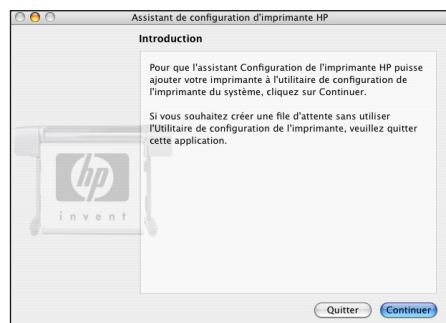 Assistant de configuration d'imprimante HP
Introduction
Pour que l'assistant Configuration de l'imprimante HP puisse
ajouter votre imprimante à l'utilitaire de configuration de
l'imprimante du système, cliquez sur Continuer.
Si vous souhaitez créer une file d'attente sans utiliser
l'Utilitaire de configuration de l'imprimante, veuillez quitter
cette application.
hp
invent
Quitter
Continuer